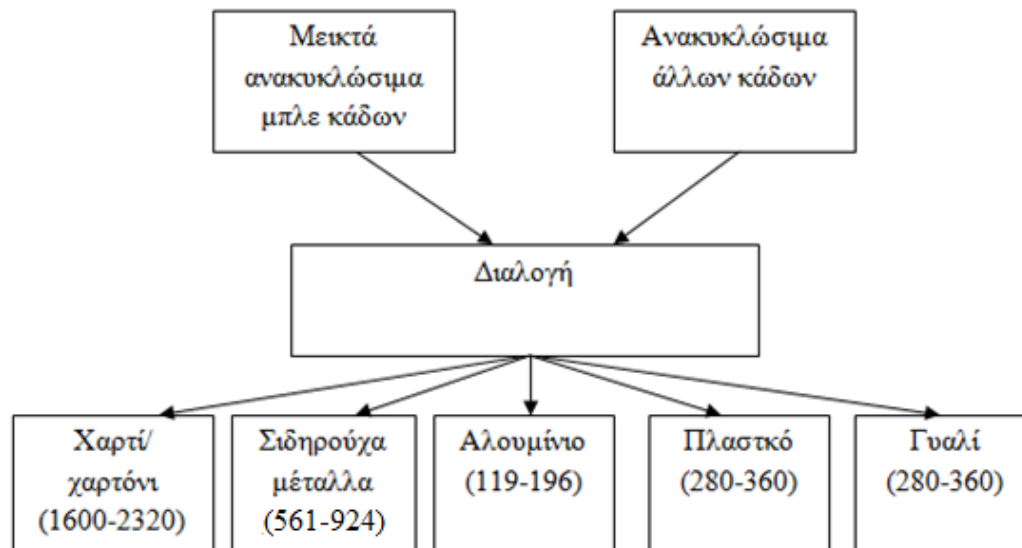 Μεικτά
ανακυκλώσιμα
μπλε κάδων
Ανακυκλώσιμα
άλλων κάδων
Διαλογή
Χαρτί/
χαρτόνι
(1600-2320)
Σιδηρούχα
μέταλλα
(561-924)
Αλουμίνιο
(119-196)
Πλαστκό
(280-360)
Γυαλί
(280-360)